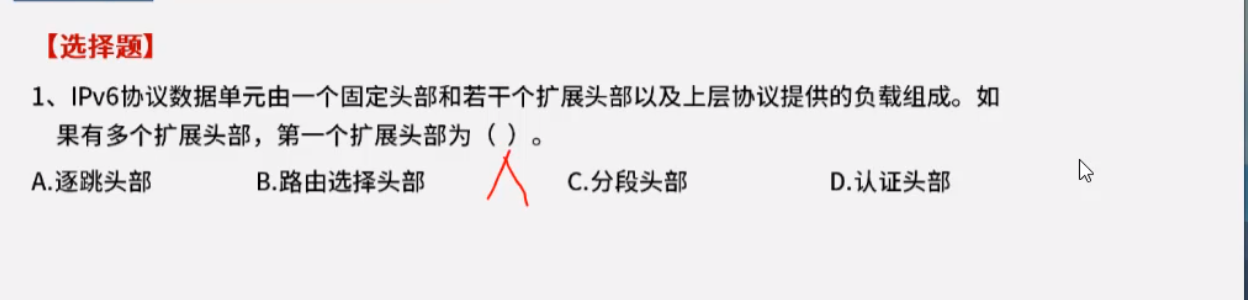 【选择题】
1、IPv6协议数据单元由一个固定头部和若干个扩展头部以及上层协议提供的负载组成。如
果有多个扩展头部，第一个扩展头部为（ ）。
A.逐跳头部 B.路由选择头部 C.分段头部 D.认证头部